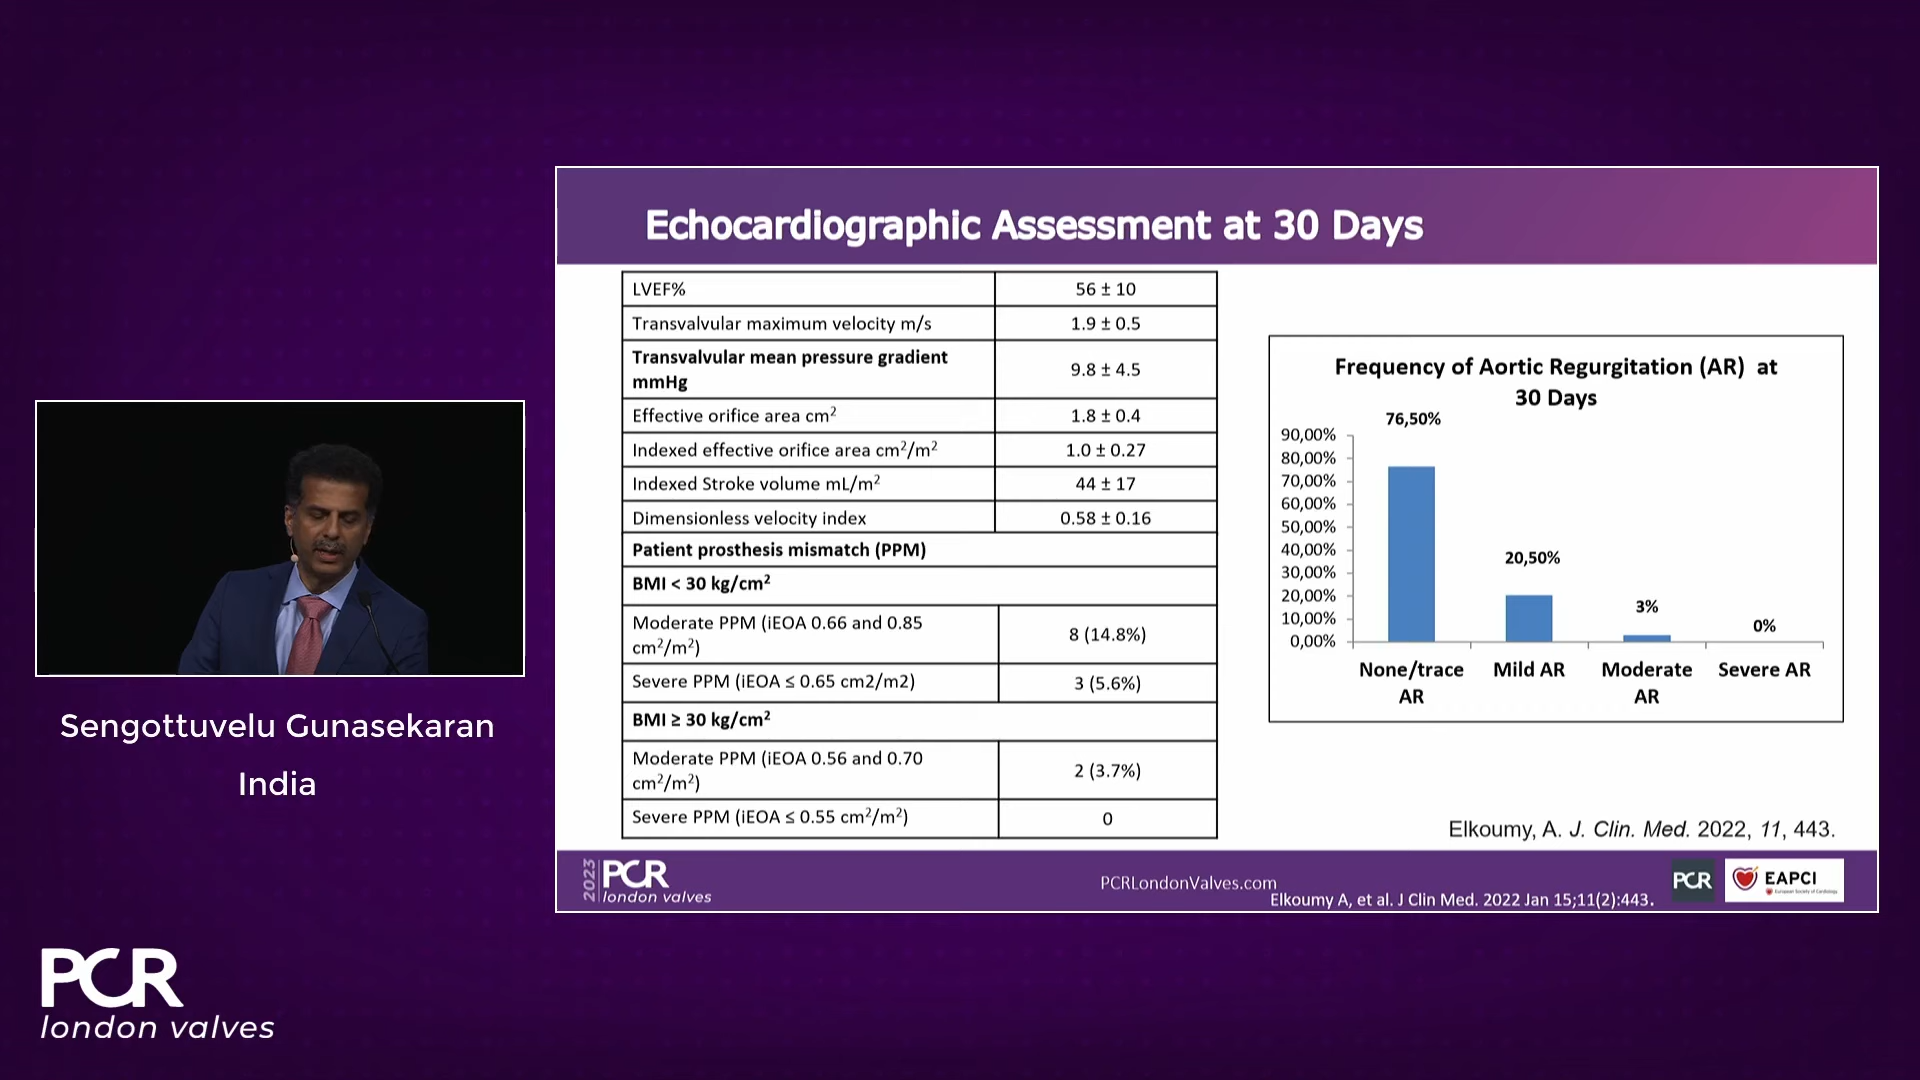 Echocardiographic Assessment at 30 Days
LVEF%
56 ± 10
Transvalvular maximum velocity m/s
1.9 ± 0.5
Transvalvular mean pressure gradient
mmHg
9.8 ± 4.5
Effective orifice area cm²
1.8 ± 0.4
Indexed effective orifice area cm²/m²
1.0 ± 0.27
Indexed Stroke volume mL/m²
44 ± 17
Dimensionless velocity index
0.58 ± 0.16
Patient prosthesis mismatch (PPM)
BMI < 30 kg/cm²
Moderate PPM (iEOA 0.66 and 0.85
cm²/m²)
8 (14.8%)
Severe PPM (iEOA ≤ 0.65 cm2/m2)
3 (5.6%)
BMI ≥ 30 kg/cm²
Moderate PPM (iEOA 0.56 and 0.70
cm²/m²)
2 (3.7%)
Severe PPM (iEOA ≤ 0.55 cm²/m²)
0
Frequency of Aortic Regurgitation (AR) at
30 Days
76,50%
90,00%
80,00%
70,00%
60,00%
50,00%
40,00%
30,00%
20,00%
10,00%
0,00%
20,50%
3%
0%
None/trace
AR
Mild AR
Moderate
AR
Severe AR
Elkoumy, A. J. Clin. Med. 2022, 11, 443.
2023
PCR
london valves
PCRLondonValves.com
Elkoumy A, et al. J Clin Med. 2022 Jan 15;11(2):443.
PCR
EAPCI
Sengottuvelu Gunasekaran
India
PCR
london valves